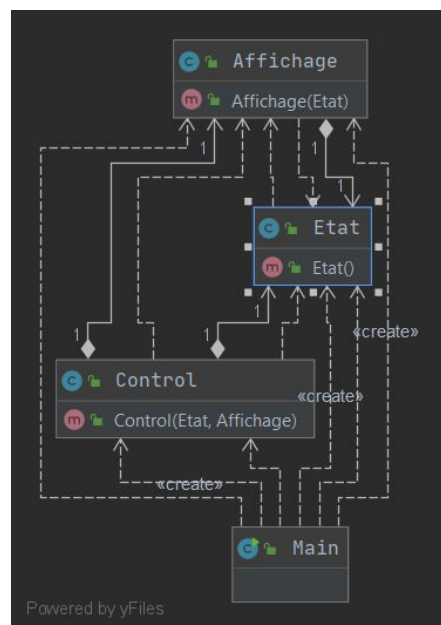 Affichage
Affichage(Etat)
1
1
1
Etat
Etat()
«create»
1
1
1
Control
«create»
Control(Etat, Affichage)
«create»
Main
Powered by yFiles